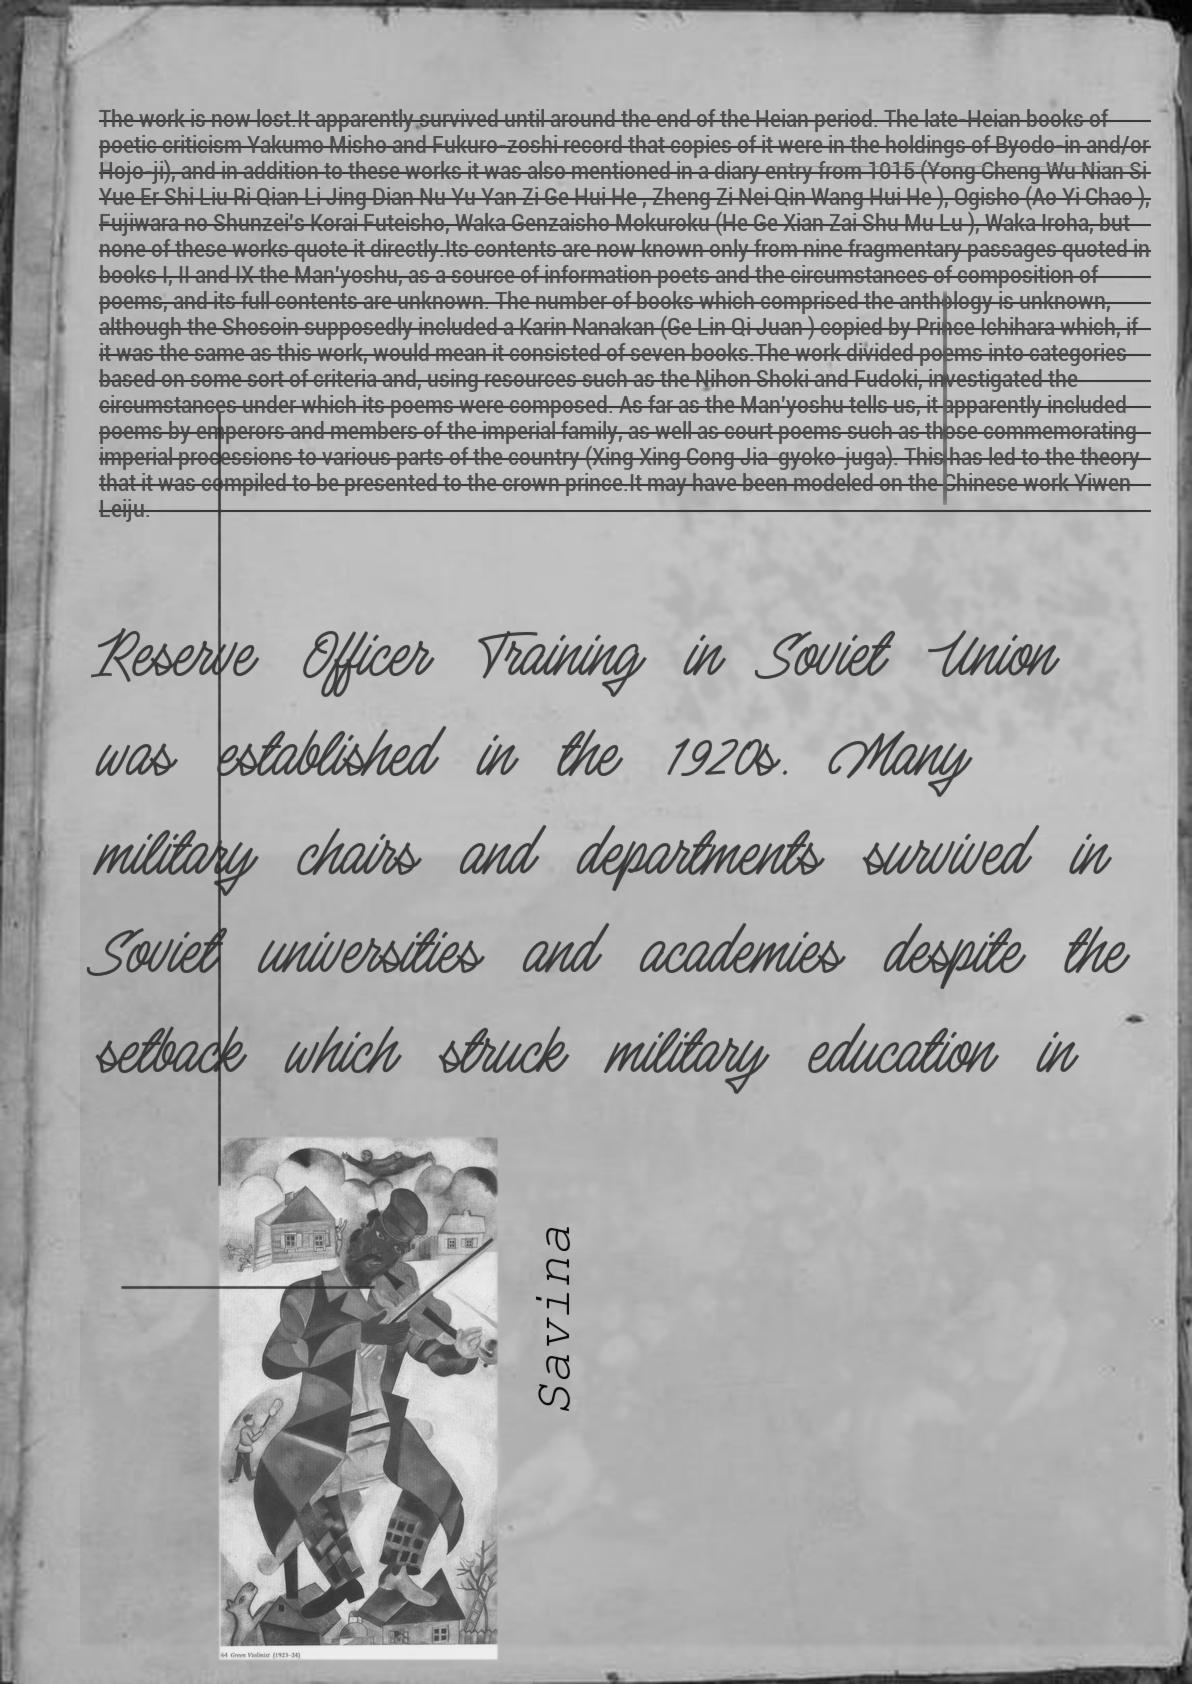 The work is now lost.It apparently survived until around the end of the Heian period. The late-Heian books of
poetic criticism Yakumo Misho and Fukuro-zoshi record that copies of it were in the holdings of Byodo-in and/or
Hojo-ji), and in addition to these works it was also mentioned in a diary entry from 1015 (Yong Cheng Wu Nian Si
Yue Er Shi Liu Ri Qian Li Jing Dian Nu Yu Yan Zi Ge Hui He , Zheng Zi Nei Qin Wang Hui He ), Ogisho (Ao Yi Chao ),
Fujiwara no Shunzei's Korai Futeisho, Waka Genzaisho Mokuroku (He Ge Xian Zai Shu Mu Lu ), Waka Iroha, but
none of these works quote it directly.Its contents are now known only from nine fragmentary passages quoted in
books I, II and IX the Man'yoshu, as a source of information poets and the circumstances of composition of
poems, and its full contents are unknown. The number of books which comprised the anthology is unknown,
although the Shosoin supposedly included a Karin Nanakan (Ge Lin Qi Juan ) copied by Prince Ichihara which, if
it was the same as this work, would mean it consisted of seven books.The work divided poems into categories
based on some sort of criteria and, using resources such as the Nihon Shoki and Fudoki, investigated the
circumstances under which its poems were composed. As far as the Man'yoshu tells us, it apparently included
poems by emperors and members of the imperial family, as well as court poems such as those commemorating
imperial processions to various parts of the country (Xing Xing Cong Jia -gyoko-juga). This has led to the theory
that it was compiled to be presented to the crown prince.It may have been modeled on the Chinese work Yiwen
Leiju.
Reserve Officer Training in Soviet Union
was established in the 1920s. Many
military chairs and departments survived in
Soviet universities and academies despite the
setback which struck military education in
Savina
64 Green Violinist (1923-24)